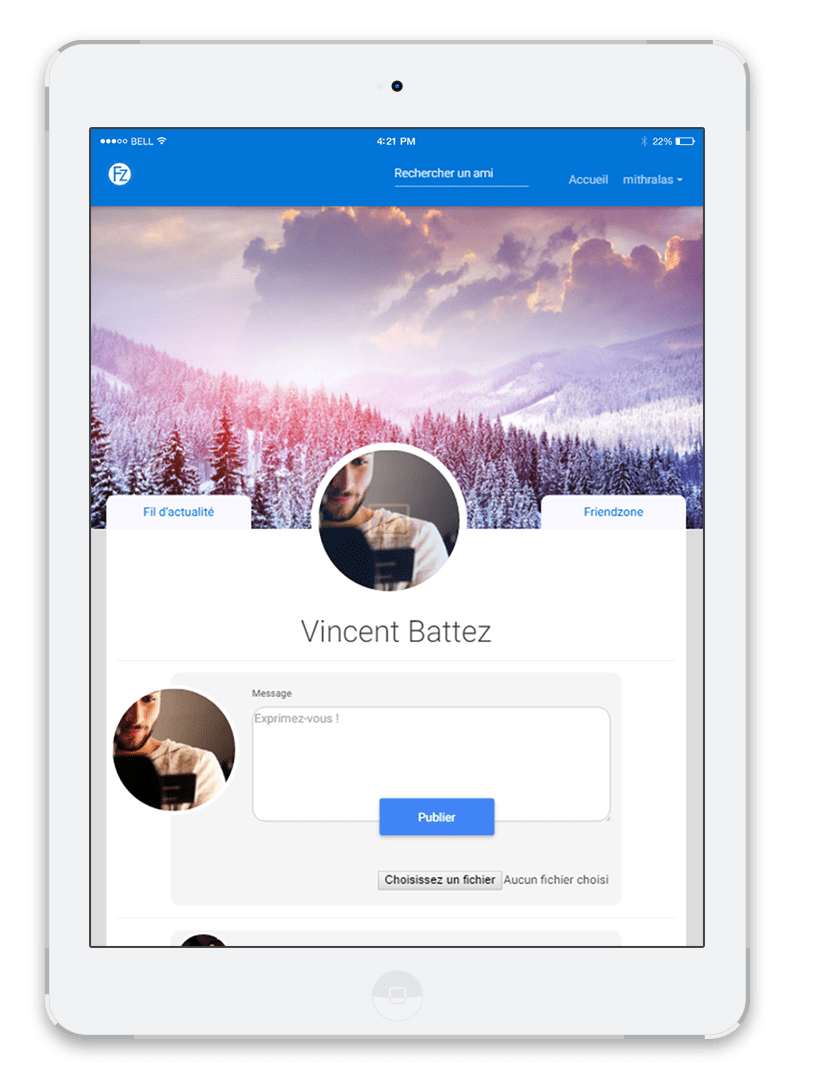 BELL 4:21 PM 22%
Fz Rechercher un ami Accueil mithralas
Fil d'actualité Friendzone
Vincent Battez
Message
Exprimez-vous !
Publier
Choisissez un fichier Aucun fichier choisi